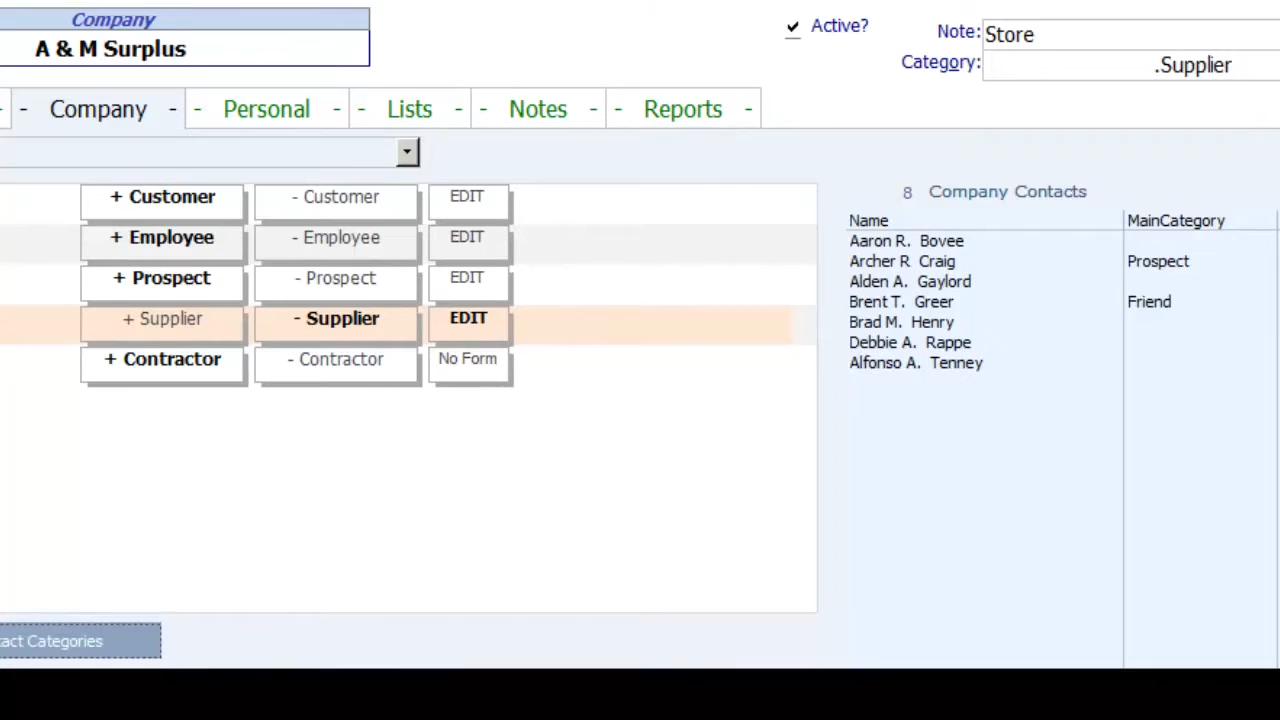 Company
A & M Surplus
Active?
Note: Store
Category: .Supplier
- - Company - - Personal - - Lists - - Notes - - Reports -
+ Customer - Customer EDIT
+ Employee - Employee EDIT
+ Prospect - Prospect EDIT
+ Supplier - Supplier EDIT
+ Contractor - Contractor No Form
8 Company Contacts
Name MainCategory
Aaron R. Bovee
Archer R Craig Prospect
Alden A. Gaylord
Brent T. Greer Friend
Brad M. Henry
Debbie A. Rappe
Alfonso A. Tenney
tact Categories